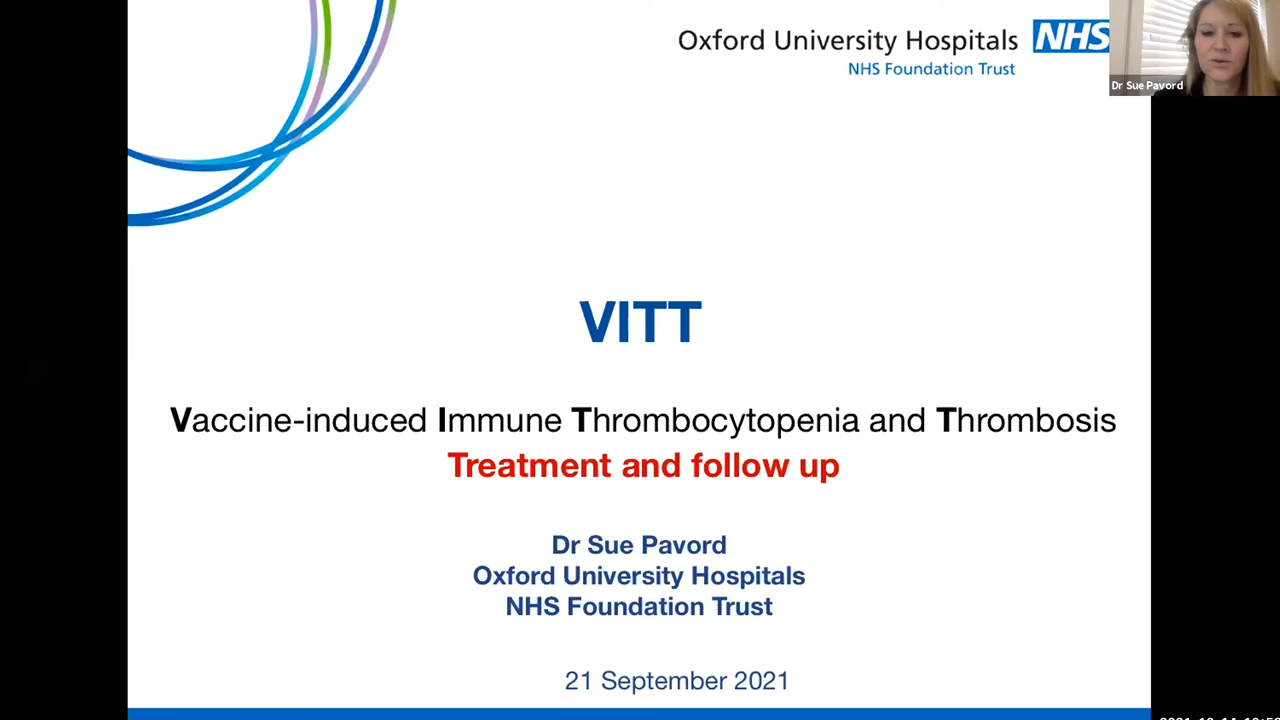 Oxford University Hospitals NHS
NHS Foundation Trust
Dr Sue Pavord
VITT
Vaccine-induced Immune Thrombocytopenia and Thrombosis
Treatment and follow up
Dr Sue Pavord
Oxford University Hospitals
NHS Foundation Trust
21 September 2021